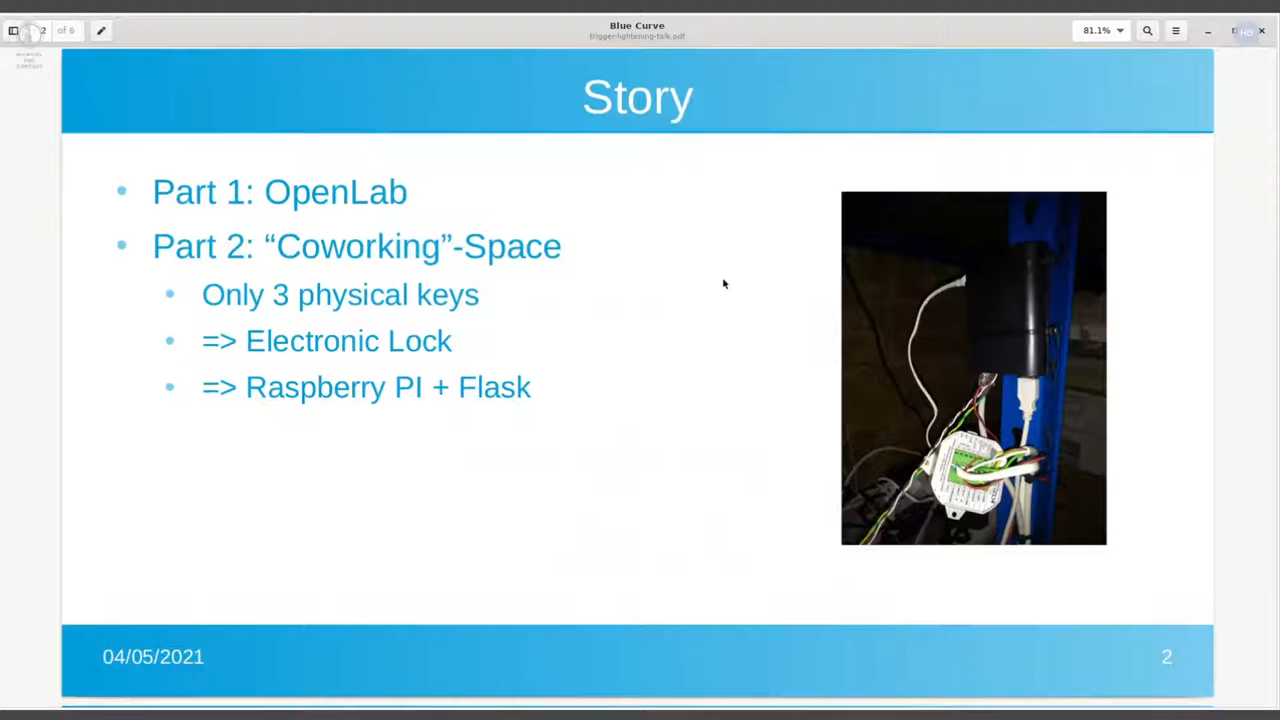 Blue Curve
trigger-lightening-talk.pdf
2 of 6
81.1%
HD
Story
Part 1: OpenLab
Part 2: “Coworking”-Space
Only 3 physical keys
=> Electronic Lock
=> Raspberry PI + Flask
04/05/2021
2